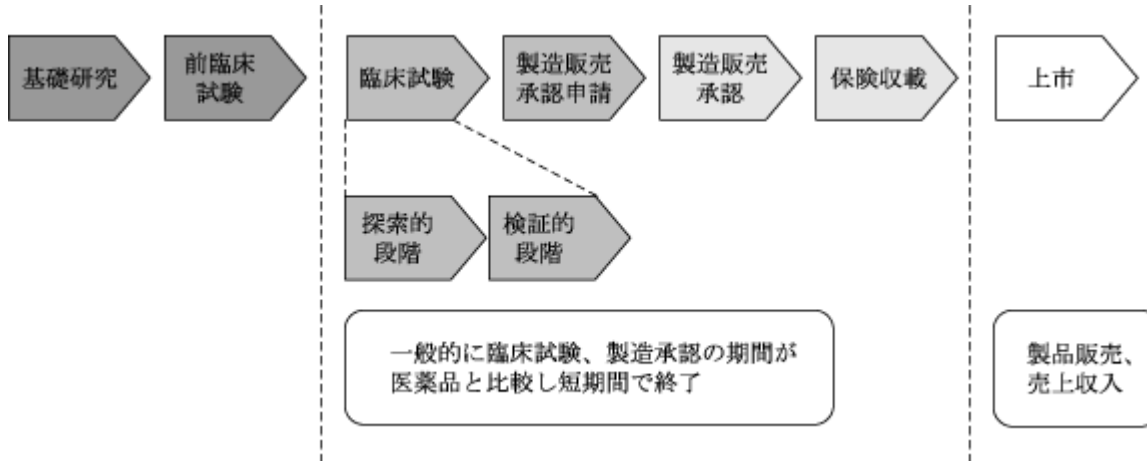 基礎研究
前臨床
試験
臨床試験
製造販売
承認申請
製造販売
承認
保険収載
上市
探索的
段階
検証的
段階
一般的に臨床試験、製造承認の期間が
医薬品と比較し短期間で終了
製品販売、
売上収入